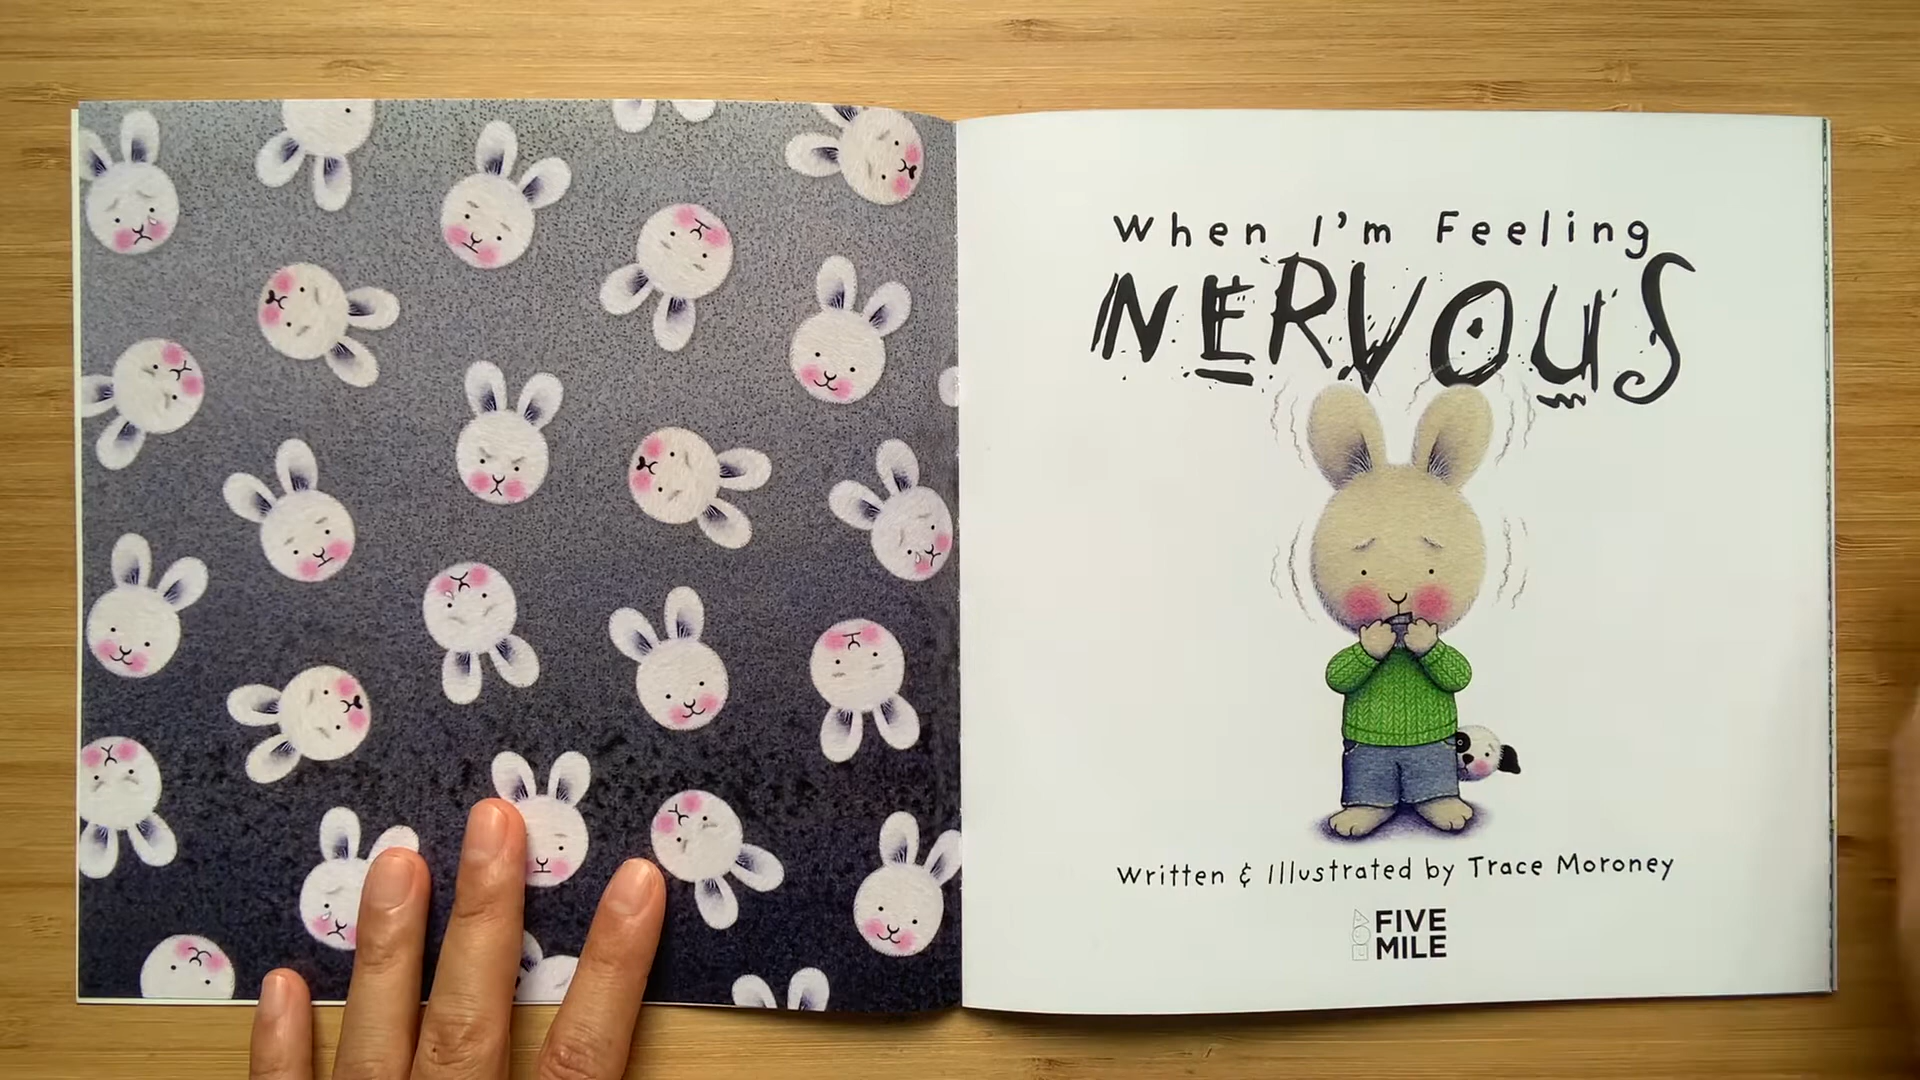 When I'm Feeling
NERVOUS
Written & Illustrated by Trace Moroney
FIVE
MILE